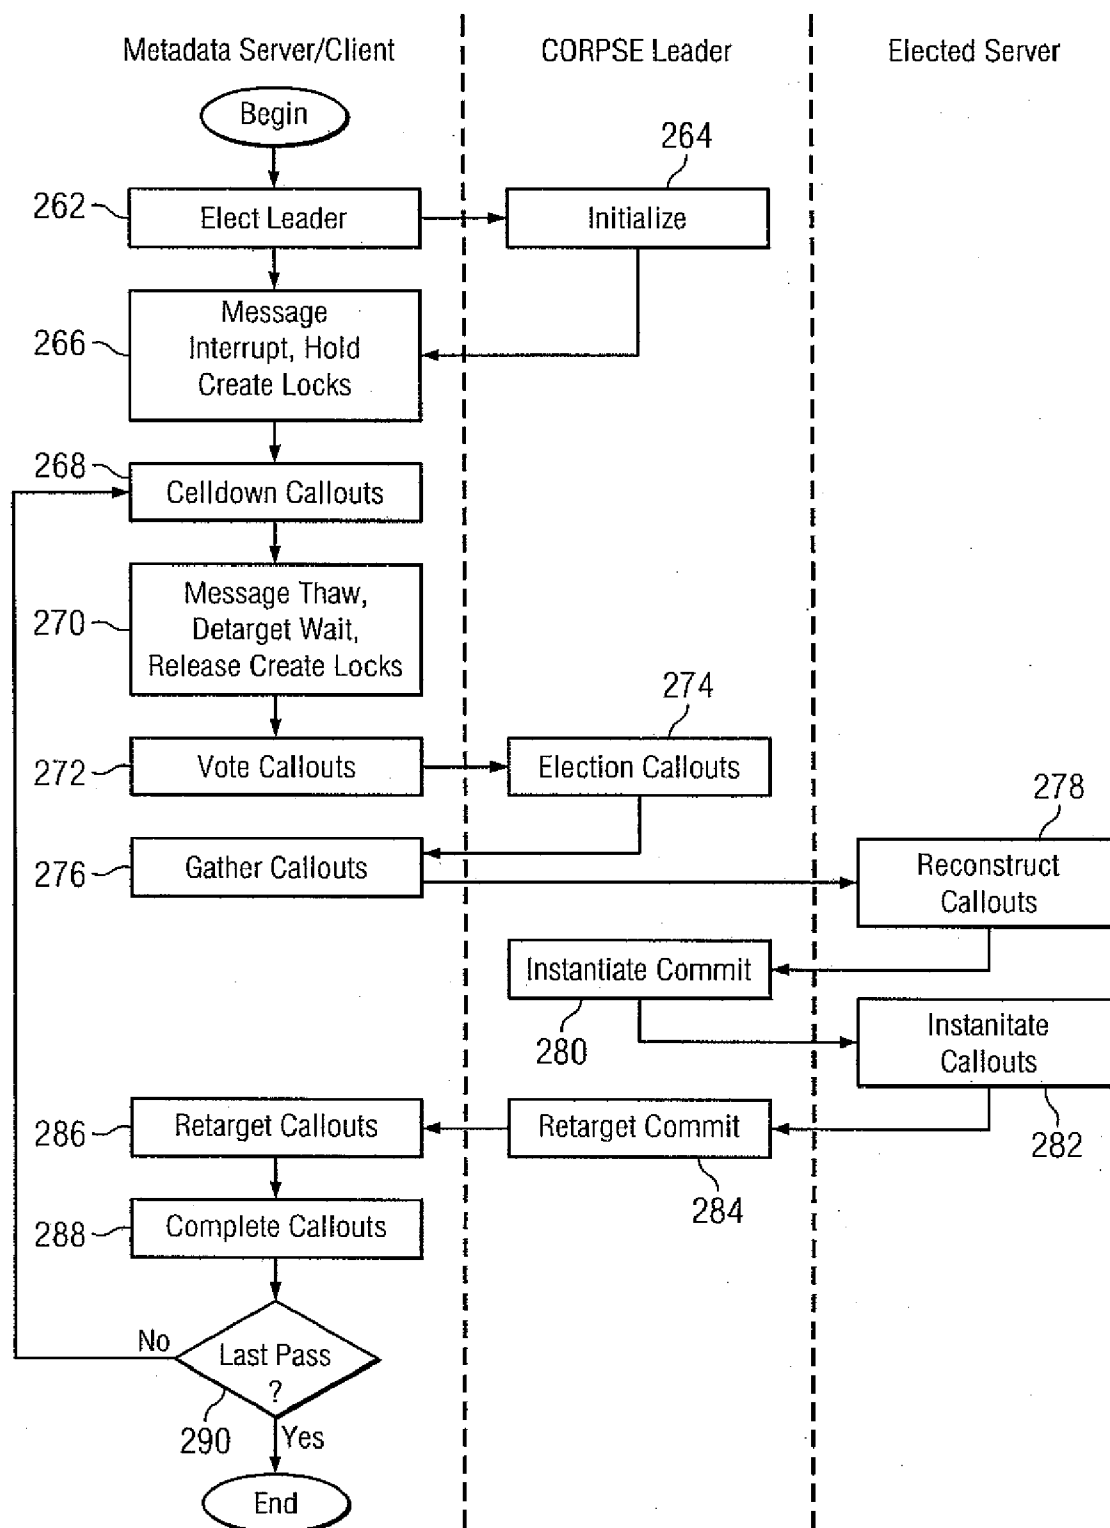 Metadata Server/Client
CORPSE Leader
Elected Server
Begin
264
262
Elect Leader
Initialize
266
Message
Interrupt, Hold
Create Locks
268
Celldown Callouts
270
Message Thaw,
Detarget Wait,
Release Create Locks
274
272
Vote Callouts
Election Callouts
278
276
Gather Callouts
Reconstruct
Callouts
Instantiate Commit
280
Instanitate
Callouts
282
286
Retarget Callouts
Retarget Commit
284
288
Complete Callouts
No
Last Pass
?
290
Yes
End